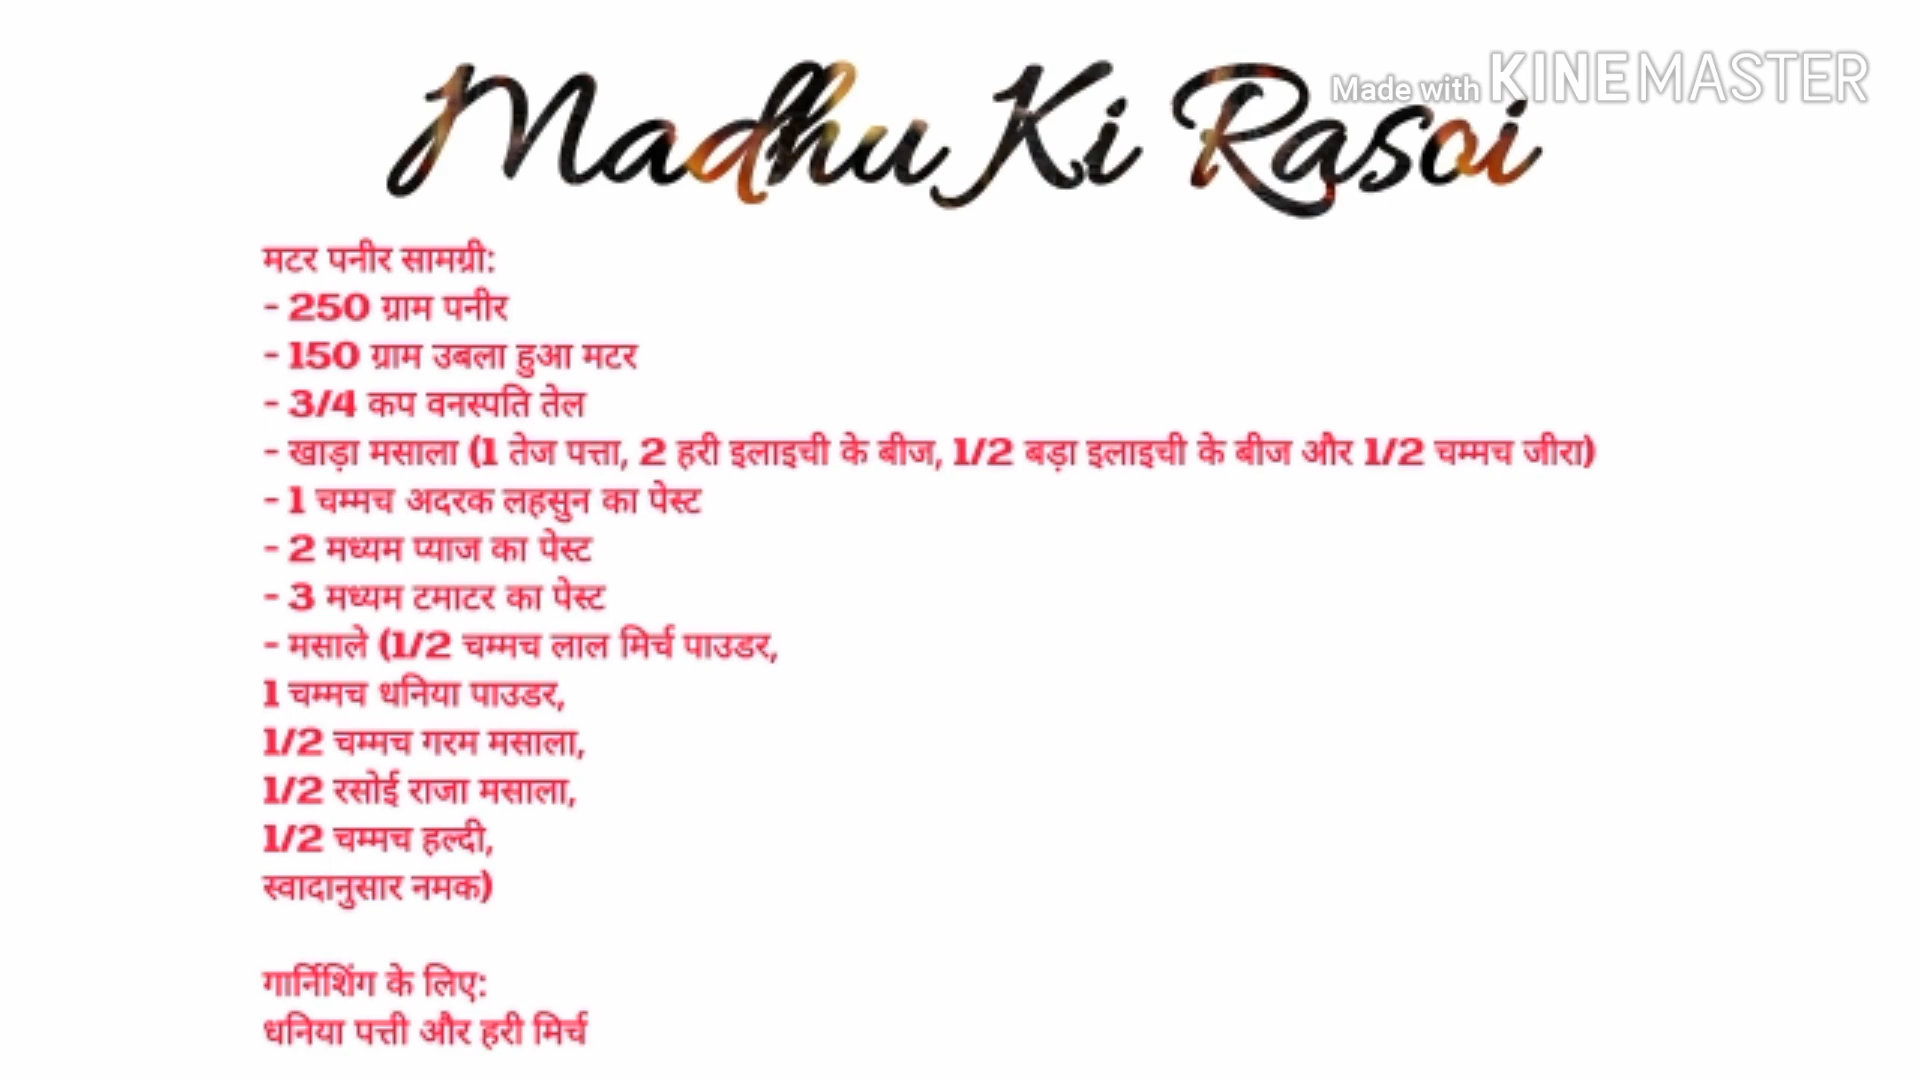 Madhu Ki Rasoi
Made with KINEMASTER
मटर पनीर सामग्री:
- 250 ग्राम पनीर
- 150 ग्राम उबला हुआ मटर
- 3/4 कप वनस्पति तेल
- खाड़ा मसाला (1 तेज पत्ता, 2 हरी इलाइची के बीज, 1/2 बड़ा इलाइची के बीज और 1/2 चम्मच जीरा)
- 1 चम्मच अदरक लहसुन का पेस्ट
- 2 मध्यम प्याज का पेस्ट
- 3 मध्यम टमाटर का पेस्ट
- मसाले (1/2 चम्मच लाल मिर्च पाउडर,
1 चम्मच धनिया पाउडर,
1/2 चम्मच गरम मसाला,
1/2 रसोई राजा मसाला,
1/2 चम्मच हल्दी,
स्वादानुसार नमक)
गार्निशिंग के लिए:
धनिया पत्ती और हरी मिर्च